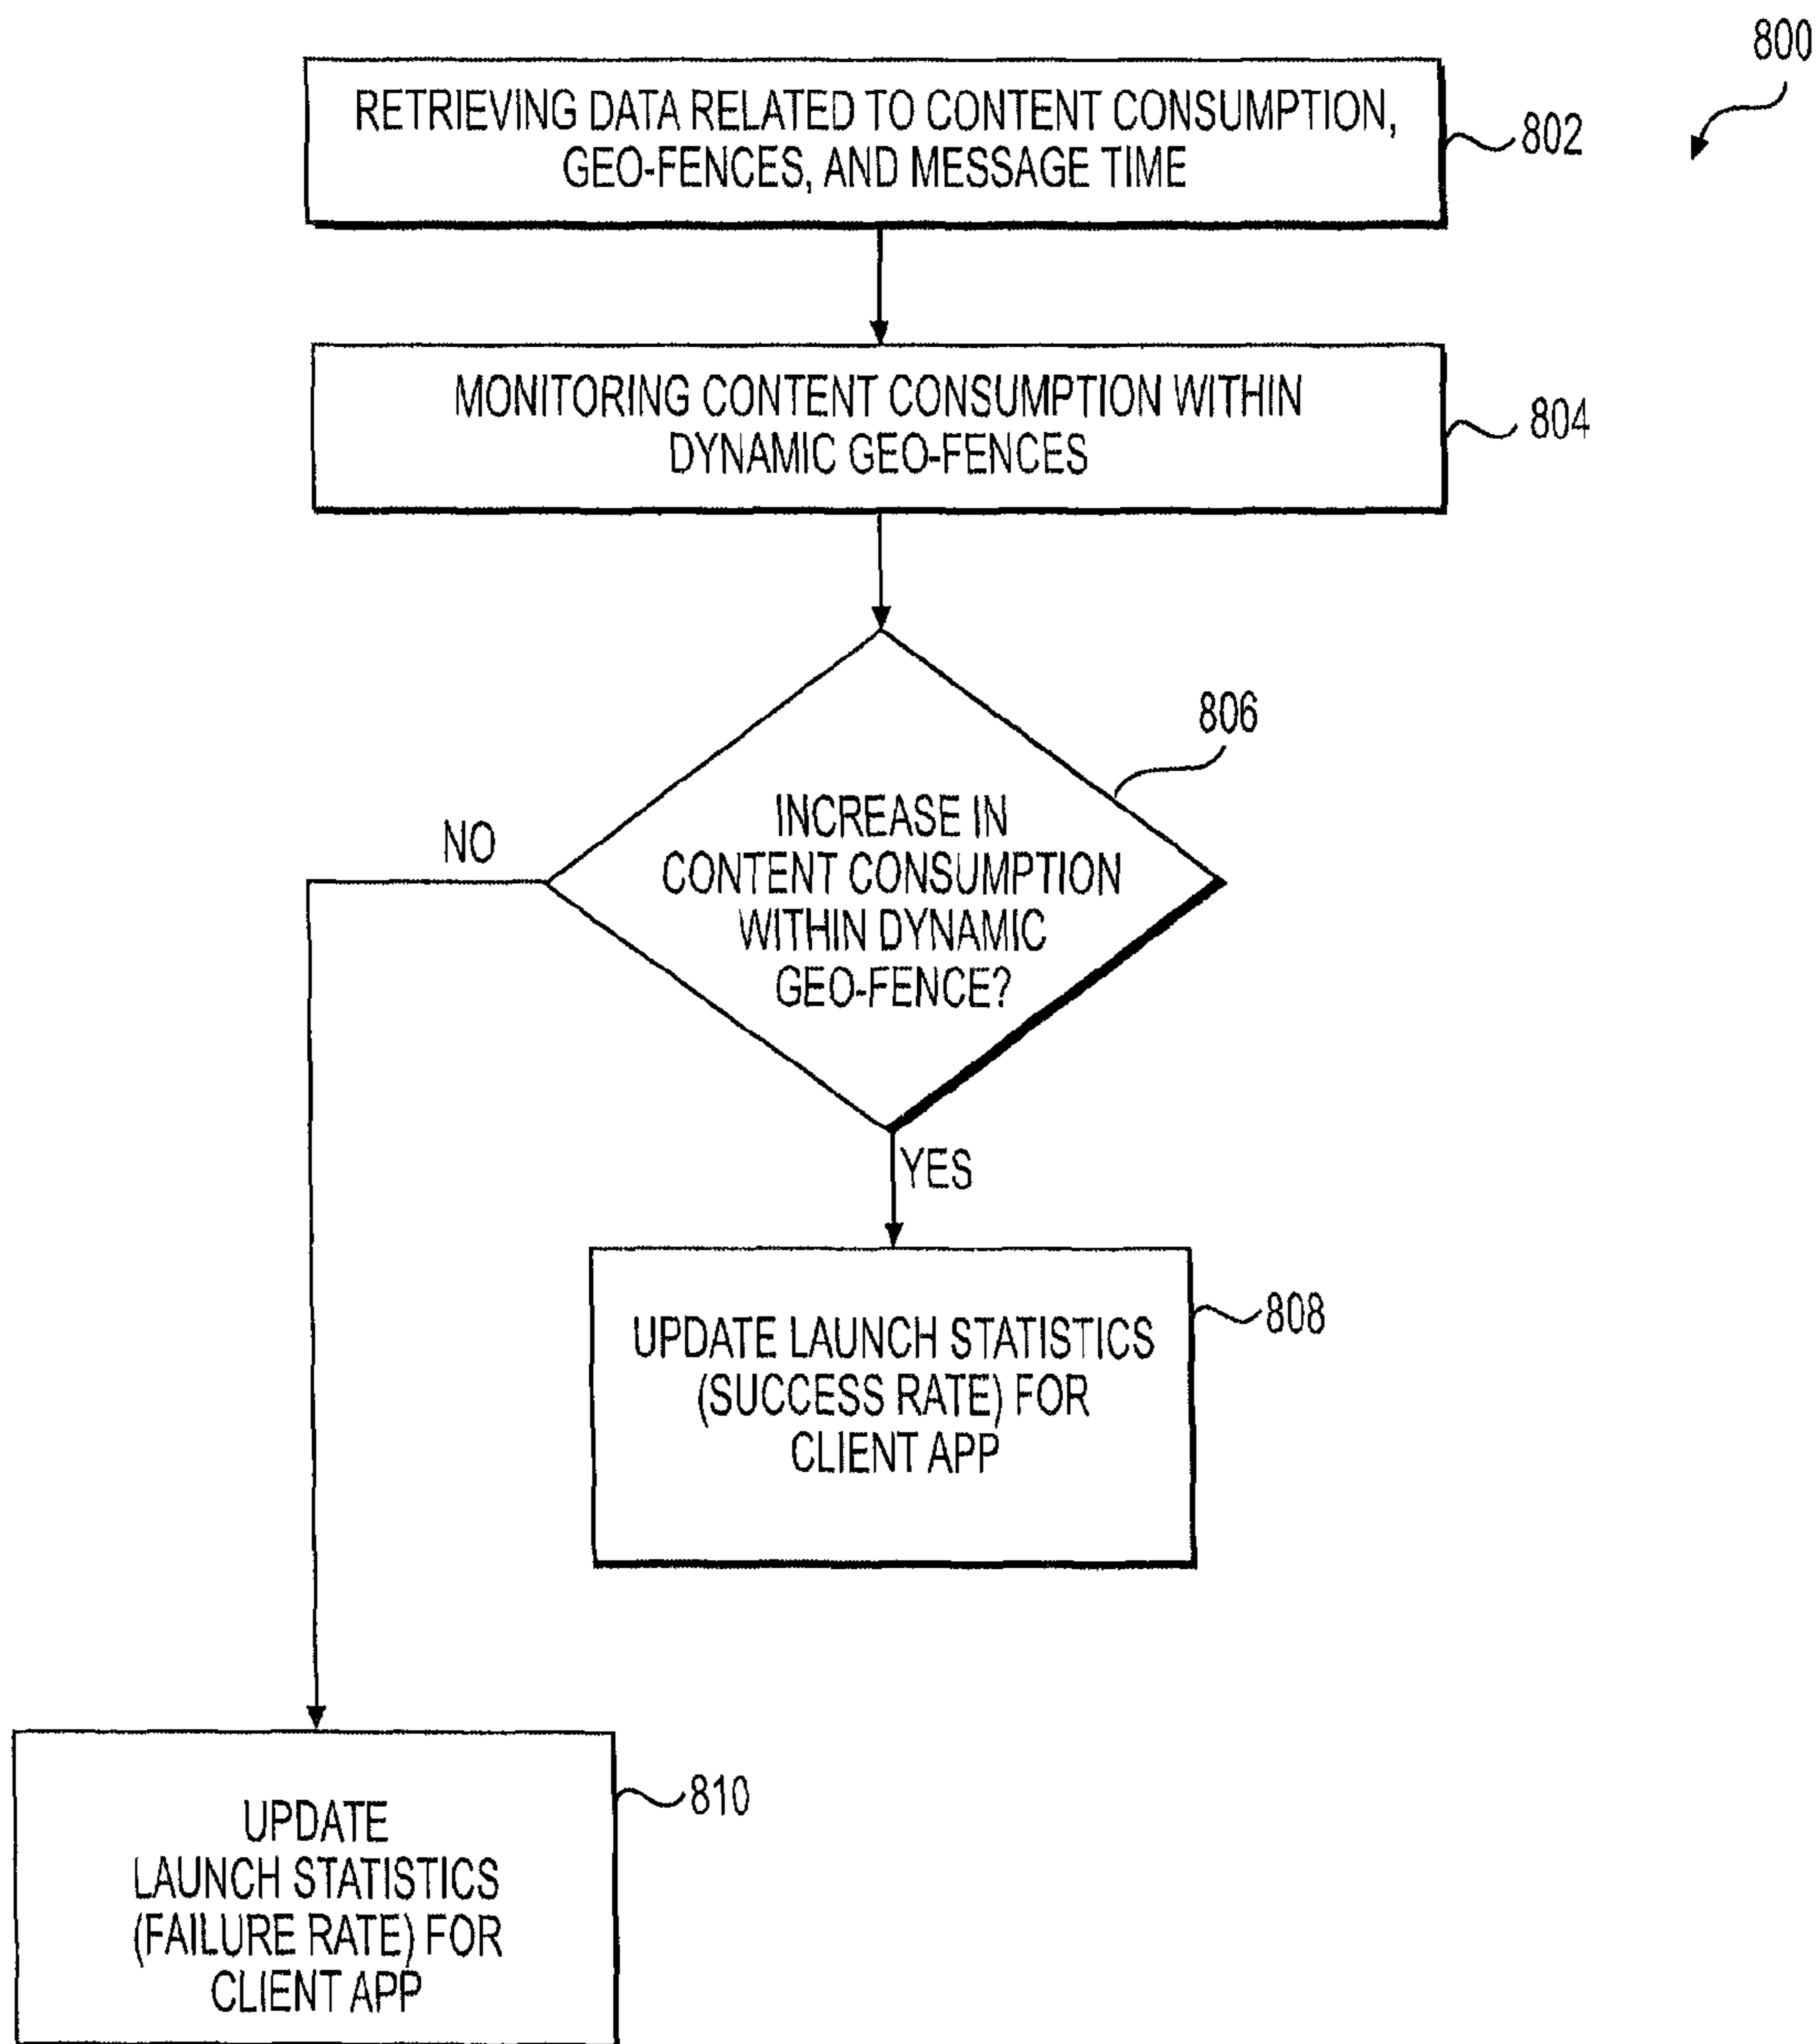 800
RETRIEVING DATA RELATED TO CONTENT CONSUMPTION,
GEO-FENCES, AND MESSAGE TIME
802
MONITORING CONTENT CONSUMPTION WITHIN
DYNAMIC GEO-FENCES
804
806
INCREASE IN
CONTENT CONSUMPTION
WITHIN DYNAMIC
GEO-FENCE?
NO
YES
UPDATE LAUNCH STATISTICS
(SUCCESS RATE) FOR
CLIENT APP
808
UPDATE
LAUNCH STATISTICS
(FAILURE RATE) FOR
CLIENT APP
810